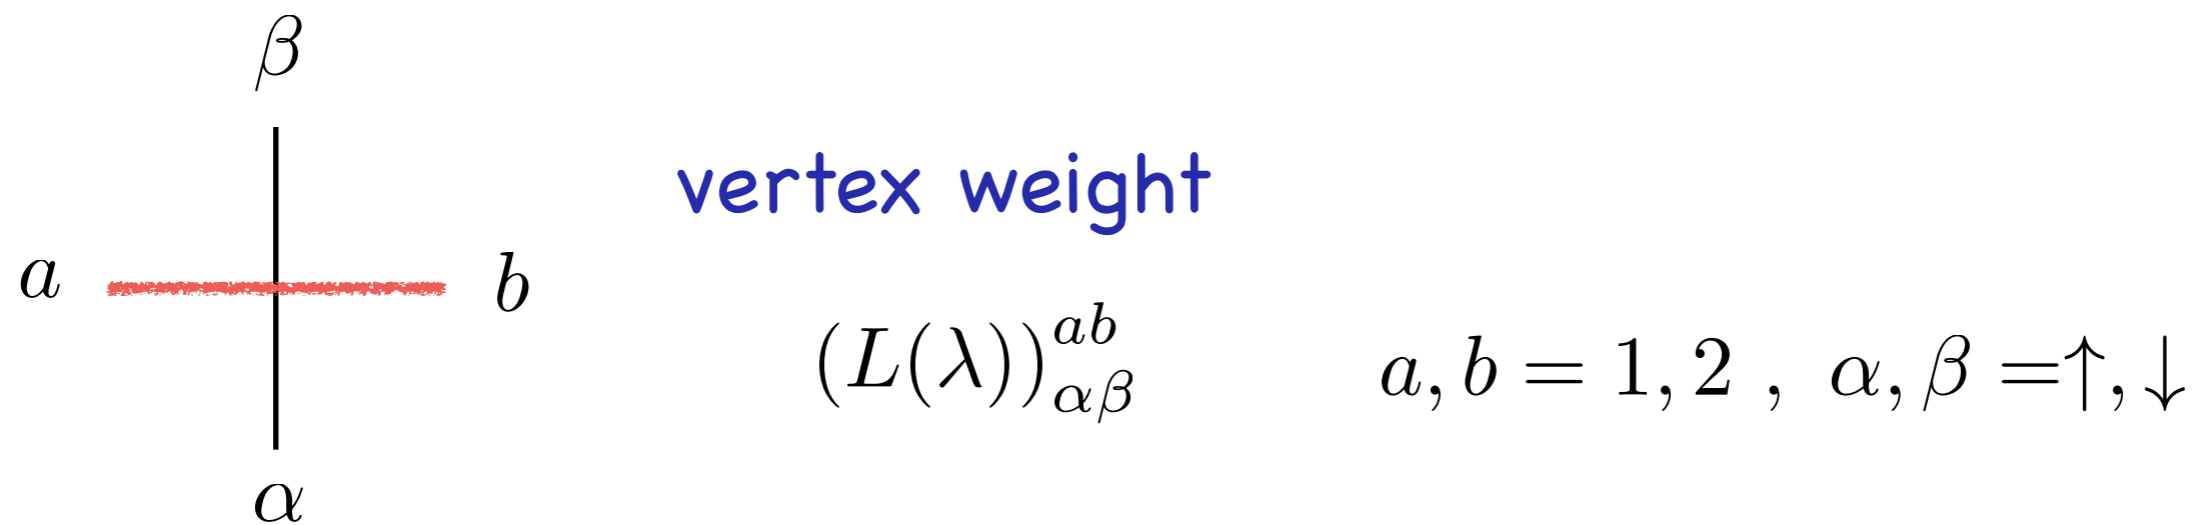 β
vertex weight
a b
(L(λ))^{ab}_{αβ} a, b = 1, 2 , α, β =↑, ↓
α